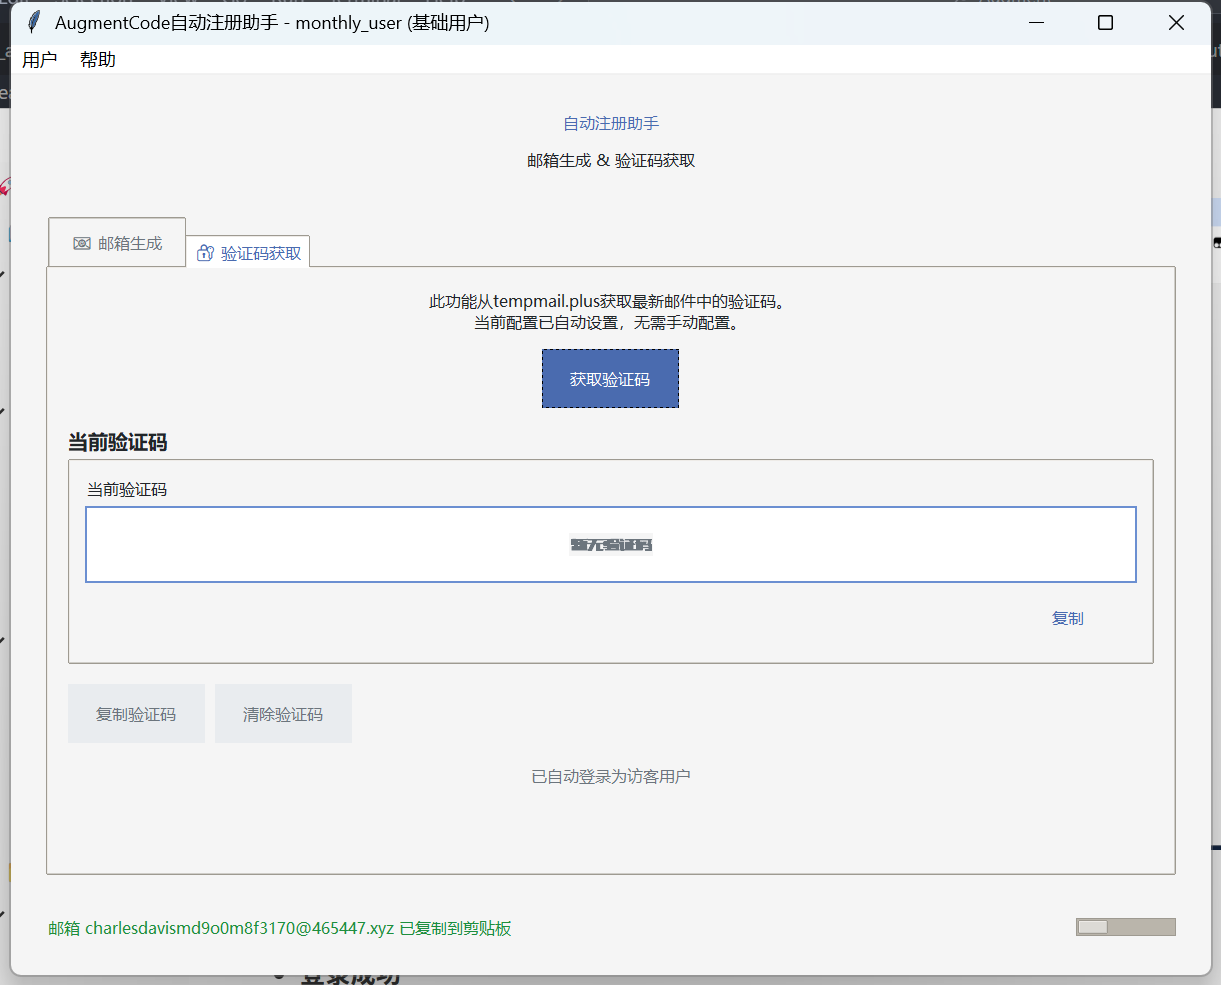 AugmentCode自动注册助手 - monthly_user (基础用户)
用户 帮助
自动注册助手
邮箱生成 & 验证码获取
邮箱生成 验证码获取
此功能从tempmail.plus获取最新邮件中的验证码。
当前配置已自动设置，无需手动配置。
获取验证码
当前验证码
当前验证码
暂无验证码
复制
复制验证码 清除验证码
已自动登录为访客用户
邮箱 charlesdavismd9o0m8f3170@465447.xyz 已复制到剪贴板
登录成功